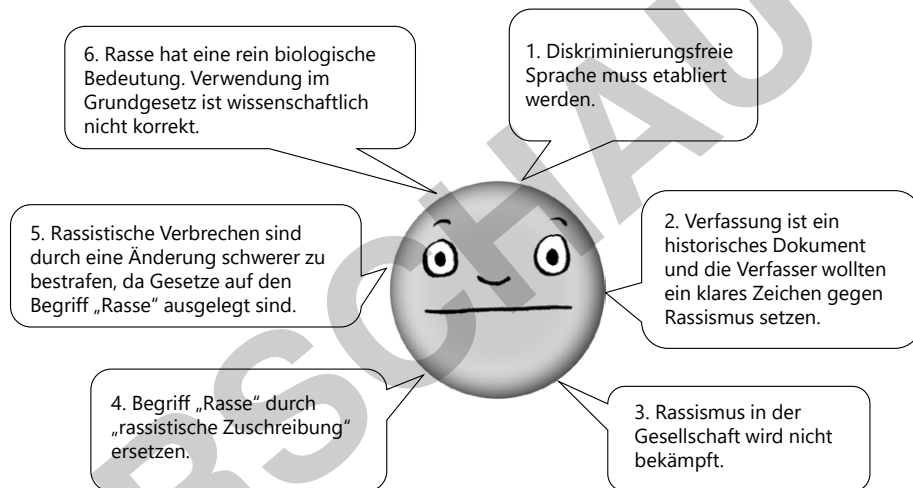 6. Rasse hat eine rein biologische
Bedeutung. Verwendung im
Grundgesetz ist wissenschaftlich
nicht korrekt.
1. Diskriminierungsfreie
Sprache muss etabliert
werden.
5. Rassistische Verbrechen sind
durch eine Änderung schwerer zu
bestrafen, da Gesetze auf den
Begriff „Rasse“ ausgelegt sind.
2. Verfassung ist ein
historisches Dokument
und die Verfasser wollten
ein klares Zeichen gegen
Rassismus setzen.
4. Begriff „Rasse“ durch
„rassistische Zuschreibung“
ersetzen.
3. Rassismus in der
Gesellschaft wird nicht
bekämpft.
RSCHAU